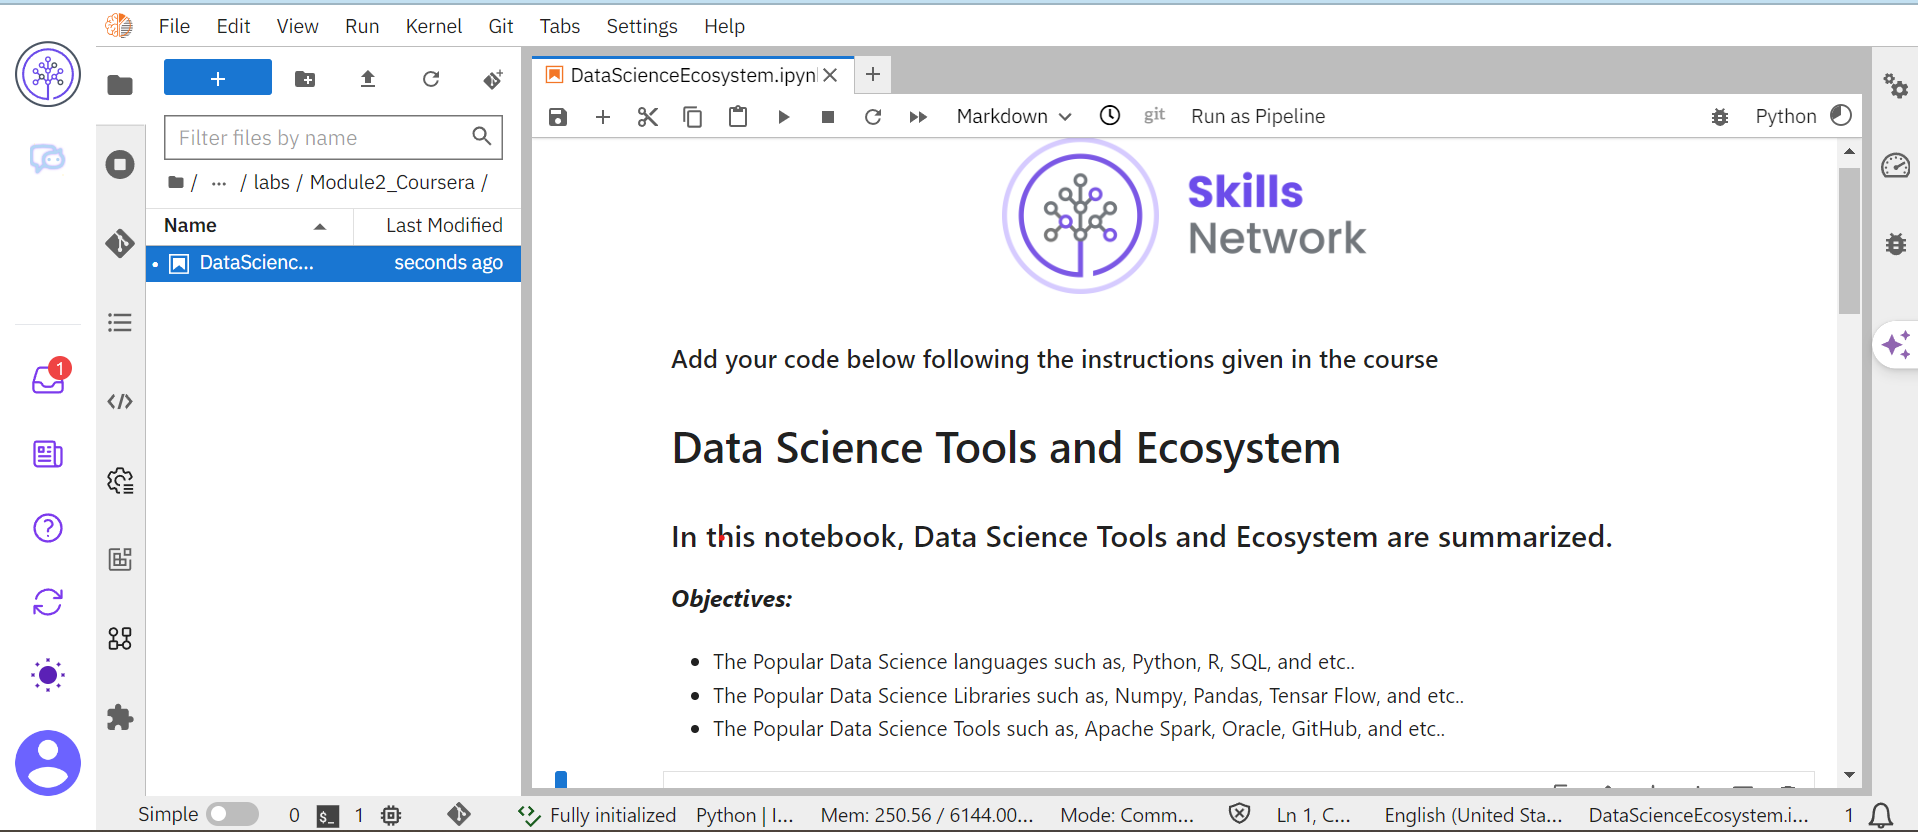 File Edit View Run Kernel Git Tabs Settings Help
+
Filter files by name
/ ... / labs / Module2_Coursera /
Name Last Modified
DataScienc... seconds ago
DataScienceEcosystem.ipyn
Markdown git Run as Pipeline Python
Skills
Network
Add your code below following the instructions given in the course
Data Science Tools and Ecosystem
In this notebook, Data Science Tools and Ecosystem are summarized.
Objectives:
• The Popular Data Science languages such as, Python, R, SQL, and etc..
• The Popular Data Science Libraries such as, Numpy, Pandas, Tensar Flow, and etc..
• The Popular Data Science Tools such as, Apache Spark, Oracle, GitHub, and etc..
1
Simple 0 $_ 1 Fully initialized Python | I... Mem: 250.56 / 6144.00... Mode: Comm... Ln 1, C... English (United Sta... DataScienceEcosystem.i... 1